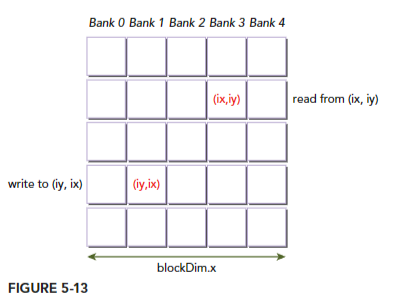 Bank 0 Bank 1 Bank 2 Bank 3 Bank 4
(ix,iy) read from (ix, iy)
write to (iy, ix) (iy,ix)
blockDim.x
FIGURE 5-13